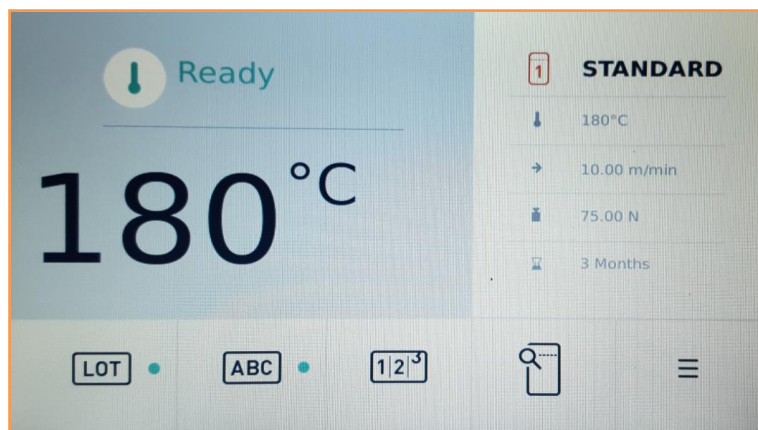 Ready
180°C
1 STANDARD
180°C
10.00 m/min
75.00 N
3 Months
LOT
ABC
1|2|3